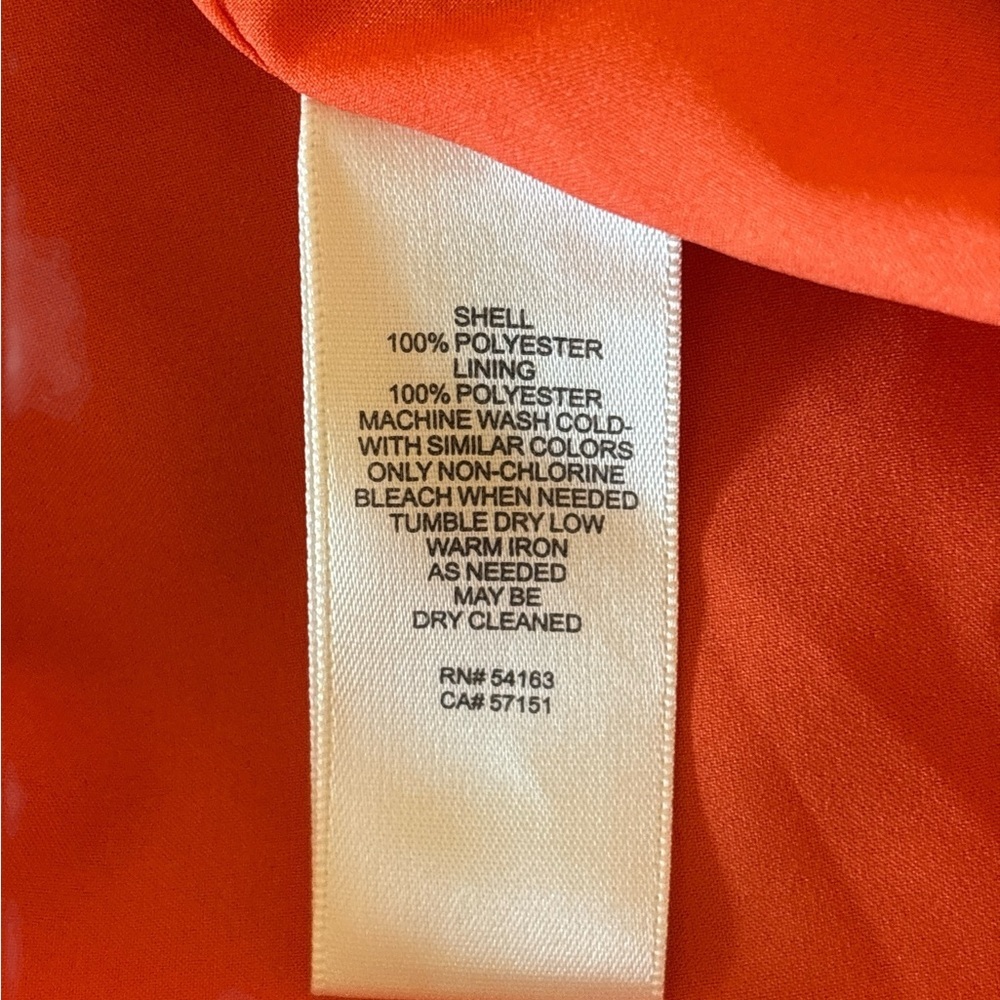 SHELL
100% POLYESTER
LINING
100% POLYESTER
MACHINE WASH COLD-
WITH SIMILAR COLORS
ONLY NON-CHLORINE
BLEACH WHEN NEEDED
TUMBLE DRY LOW
WARM IRON
AS NEEDED
MAY BE
DRY CLEANED
RN# 54163
CA# 57151